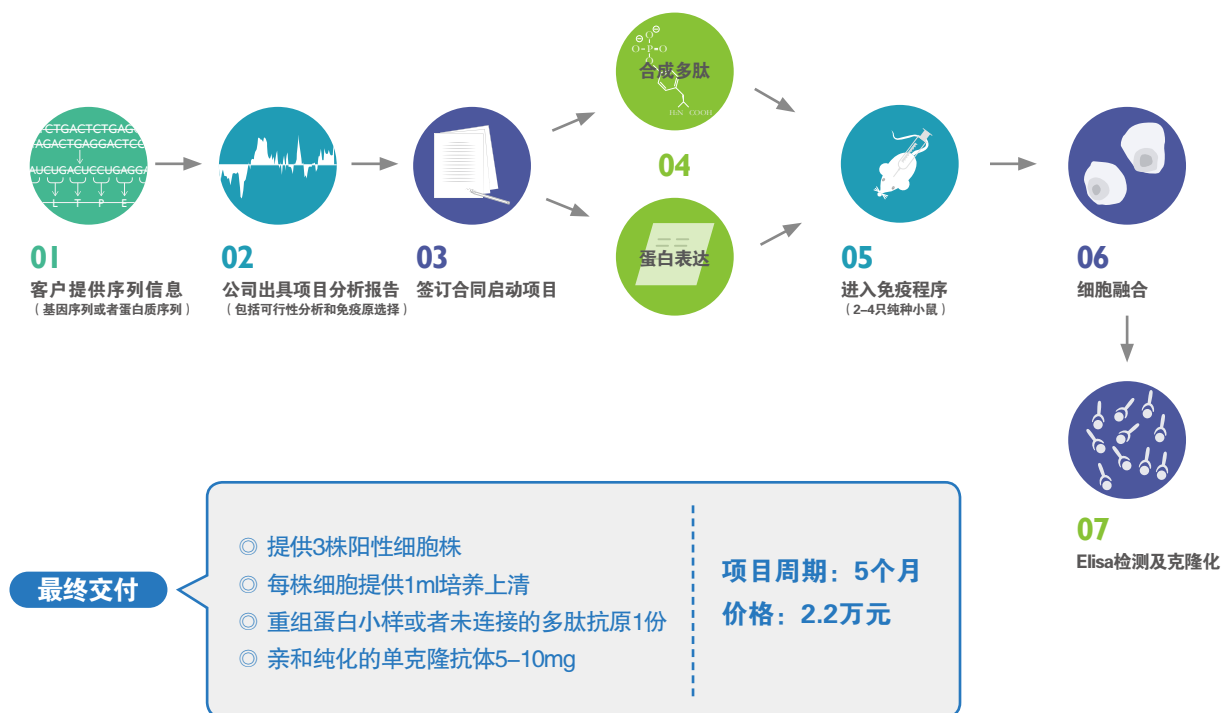 CTGACTCTGAG
AGACTGAGGACTCC
AUCUGACUCCUGAGGA
L T P E
01
客户提供序列信息
（基因序列或者蛋白质序列）
02
公司出具项目分析报告
（包括可行性分析和免疫原选择）
03
签订合同启动项目
O
O–P–O
O
合成多肽
H₂N COOH
04
蛋白表达
05
进入免疫程序
（2–4只纯种小鼠）
06
细胞融合
07
Elisa检测及克隆化
最终交付
◎ 提供3株阳性细胞株
◎ 每株细胞提供1ml培养上清
◎ 重组蛋白小样或者未连接的多肽抗原1份
◎ 亲和纯化的单克隆抗体5–10mg
项目周期：5个月
价格：2.2万元